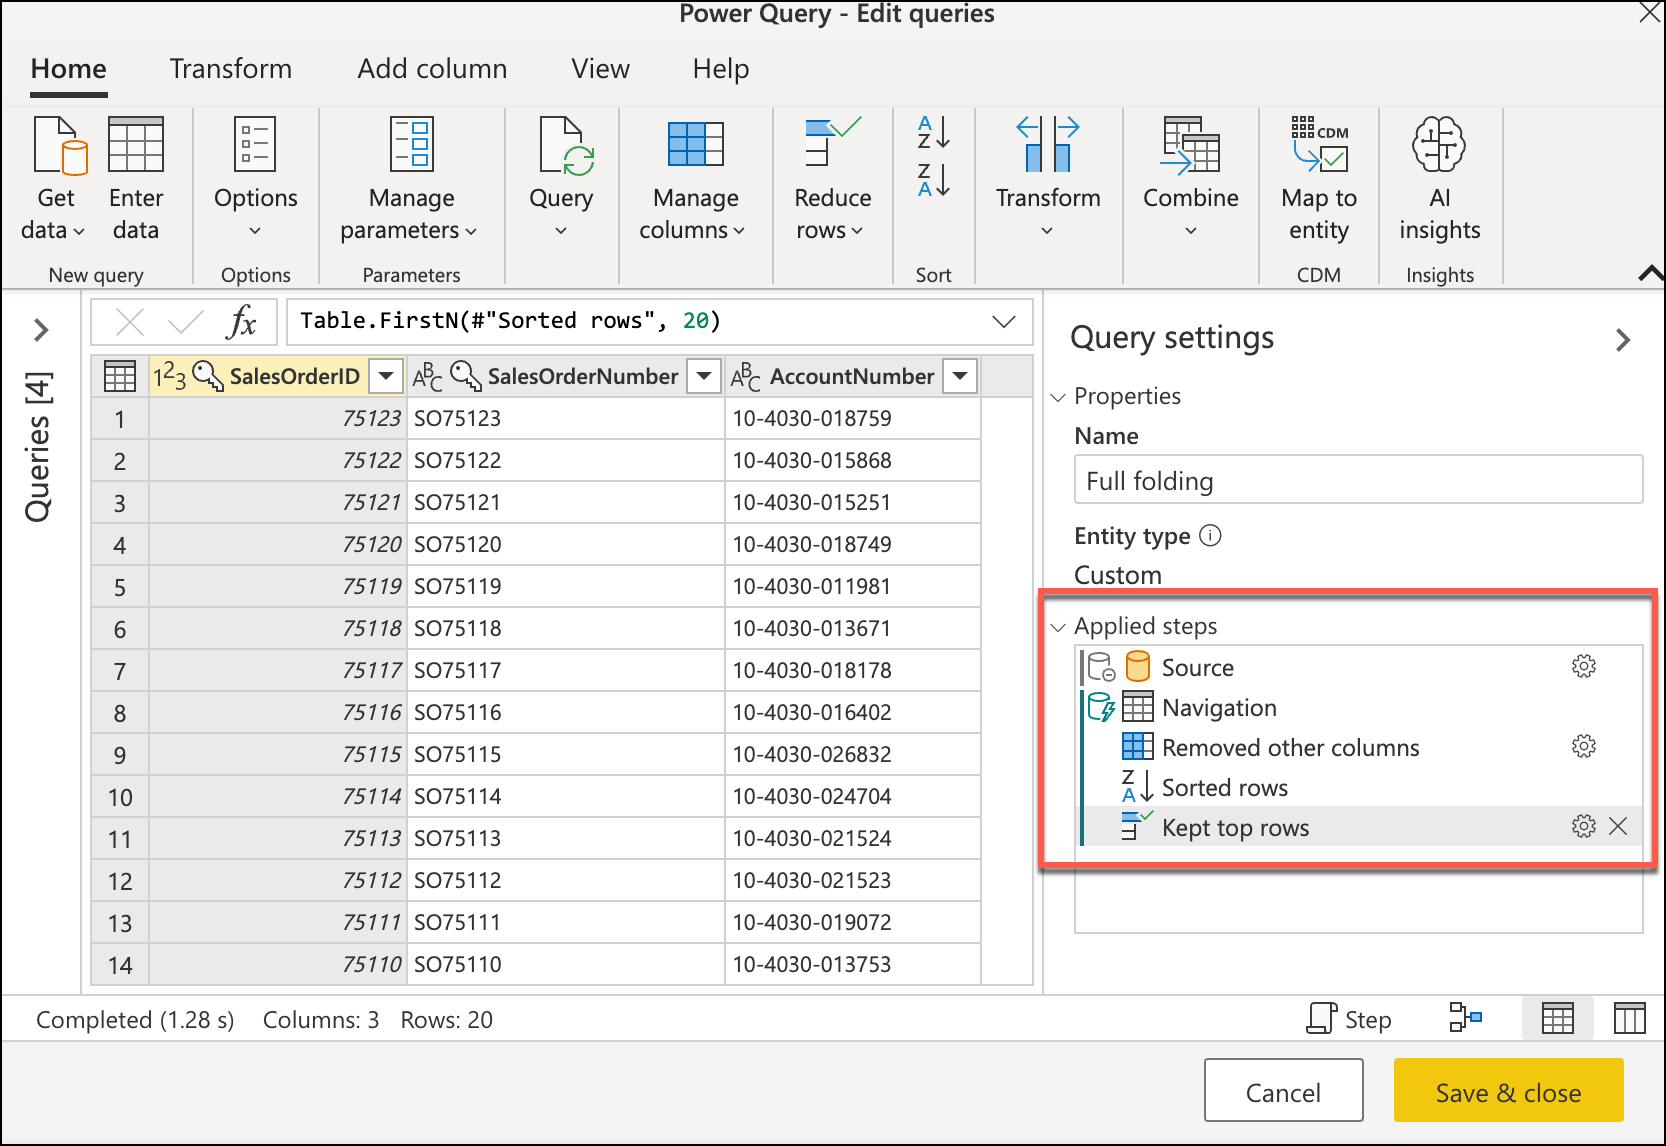 Power Query - Edit queries
Home
Transform
Add column
View
Help
Get data
Enter data
New query
Options
Options
Manage parameters
Parameters
Query
Manage columns
Reduce rows
A
Z
Z
A
Sort
Transform
Combine
CDM
Map to entity
CDM
AI insights
Insights
Queries [4]
fx
Table.FirstN(#"Sorted rows", 20)
123 SalesOrderID ABC SalesOrderNumber ABC AccountNumber
1 75123 SO75123 10-4030-018759
2 75122 SO75122 10-4030-015868
3 75121 SO75121 10-4030-015251
4 75120 SO75120 10-4030-018749
5 75119 SO75119 10-4030-011981
6 75118 SO75118 10-4030-013671
7 75117 SO75117 10-4030-018178
8 75116 SO75116 10-4030-016402
9 75115 SO75115 10-4030-026832
10 75114 SO75114 10-4030-024704
11 75113 SO75113 10-4030-021524
12 75112 SO75112 10-4030-021523
13 75111 SO75111 10-4030-019072
14 75110 SO75110 10-4030-013753
Query settings
Properties
Name
Full folding
Entity type
Custom
Applied steps
Source
Navigation
Removed other columns
Z
A
Sorted rows
Kept top rows
Completed (1.28 s) Columns: 3 Rows: 20
Step
Cancel
Save & close